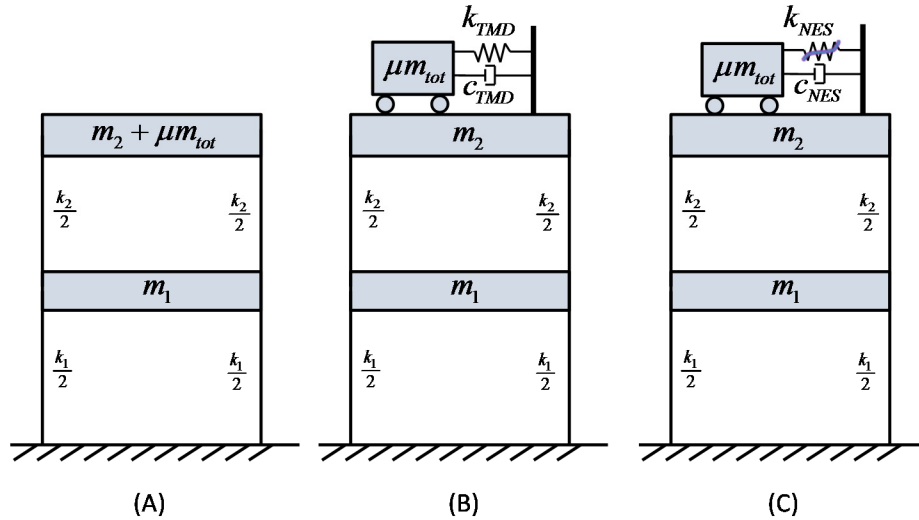 k_TMD
k_NES
μm_tot
μm_tot
c_TMD
c_NES
m_2 + μm_tot
m_2
m_2
k_2/2
k_2/2
k_2/2
k_2/2
k_2/2
k_2/2
m_1
m_1
m_1
k_1/2
k_1/2
k_1/2
k_1/2
k_1/2
k_1/2
(A)
(B)
(C)